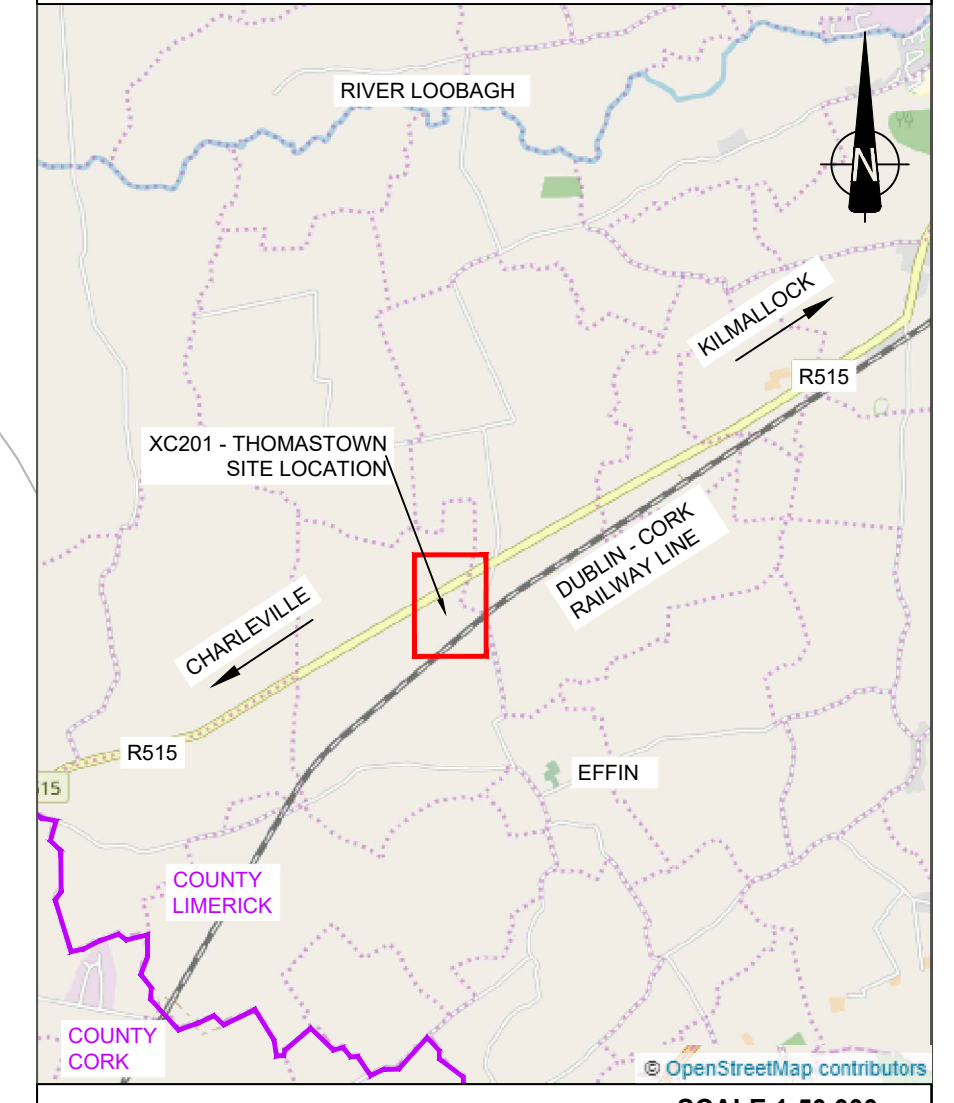 RIVER LOOBAGH
N
KILMALLOCK
R515
XC201 - THOMASTOWN
SITE LOCATION
DUBLIN - CORK
RAILWAY LINE
CHARLEVILLE
R515
15
EFFIN
COUNTY
LIMERICK
COUNTY
CORK
© OpenStreetMap contributors